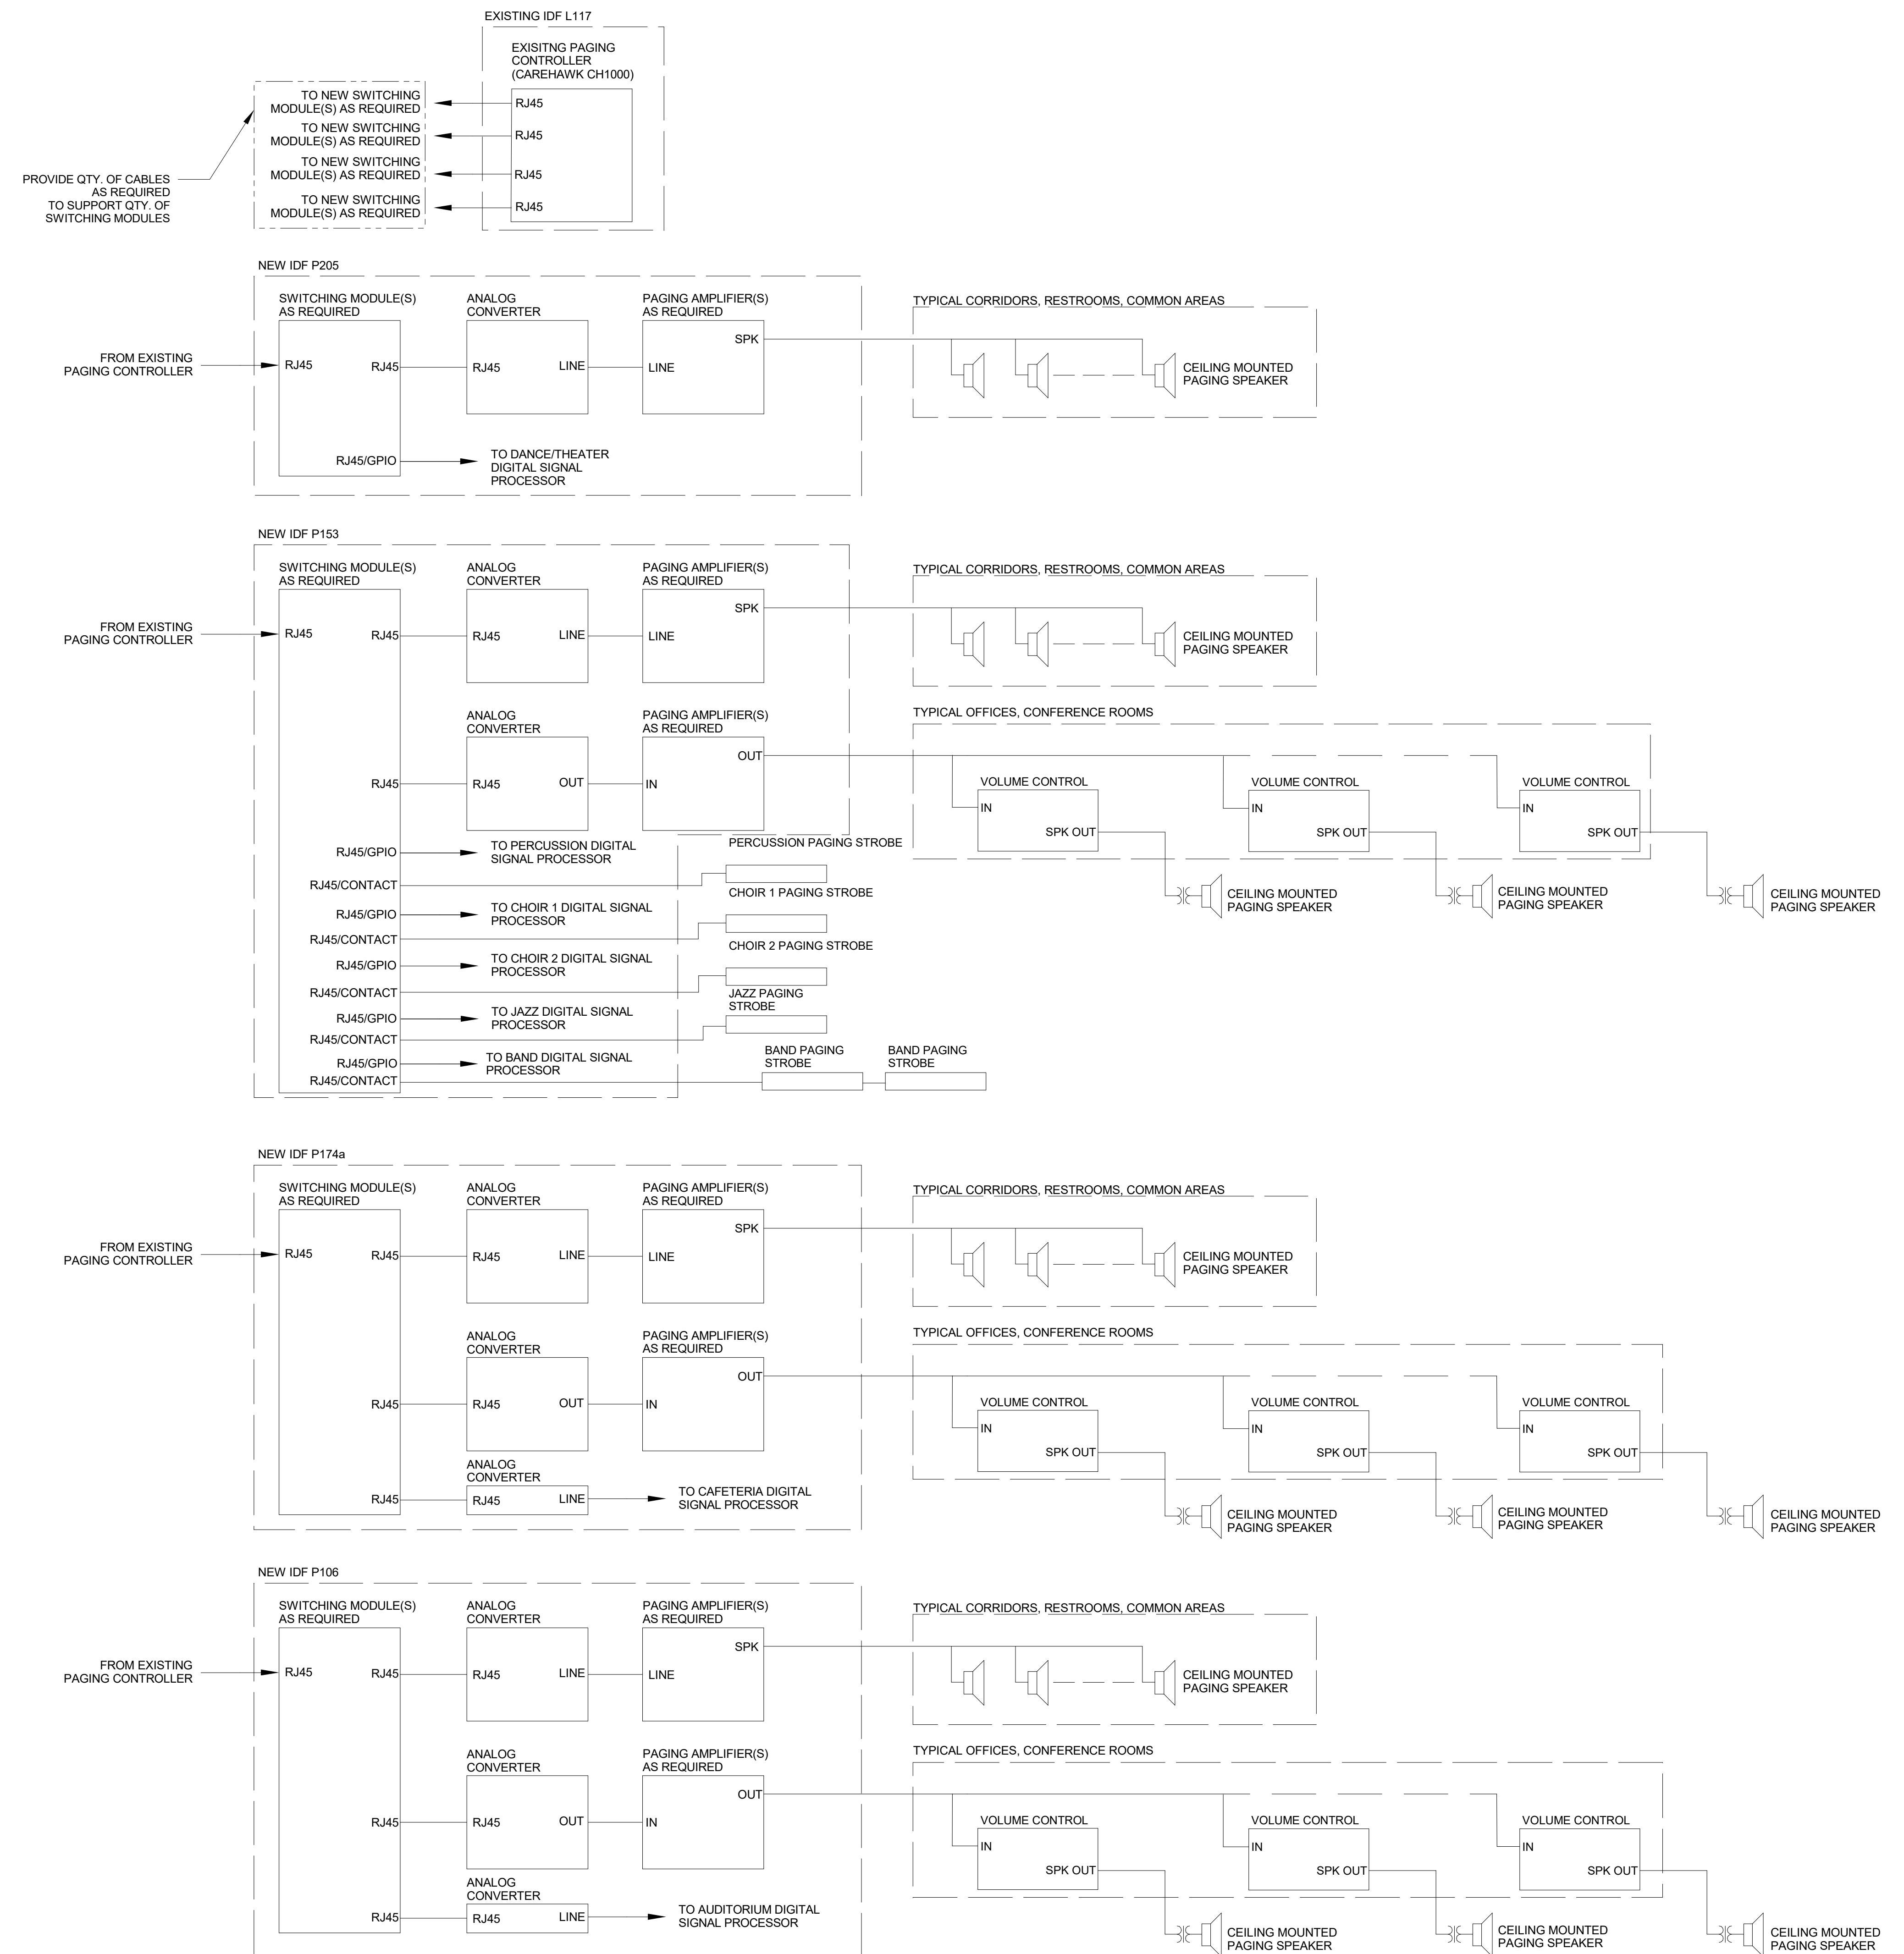 EXISTING IDF L117
EXISITNG PAGING
CONTROLLER
(CAREHAWK CH1000)
TO NEW SWITCHING
MODULE(S) AS REQUIRED
RJ45
TO NEW SWITCHING
MODULE(S) AS REQUIRED
RJ45
TO NEW SWITCHING
MODULE(S) AS REQUIRED
RJ45
TO NEW SWITCHING
MODULE(S) AS REQUIRED
RJ45
PROVIDE QTY. OF CABLES
AS REQUIRED
TO SUPPORT QTY. OF
SWITCHING MODULES
NEW IDF P205
SWITCHING MODULE(S)
AS REQUIRED
ANALOG
CONVERTER
PAGING AMPLIFIER(S)
AS REQUIRED
TYPICAL CORRIDORS, RESTROOMS, COMMON AREAS
SPK
FROM EXISTING
PAGING CONTROLLER
RJ45
RJ45
RJ45
LINE
LINE
CEILING MOUNTED
PAGING SPEAKER
RJ45/GPIO
TO DANCE/THEATER
DIGITAL SIGNAL
PROCESSOR
NEW IDF P153
SWITCHING MODULE(S)
AS REQUIRED
ANALOG
CONVERTER
PAGING AMPLIFIER(S)
AS REQUIRED
TYPICAL CORRIDORS, RESTROOMS, COMMON AREAS
SPK
FROM EXISTING
PAGING CONTROLLER
RJ45
RJ45
RJ45
LINE
LINE
CEILING MOUNTED
PAGING SPEAKER
ANALOG
CONVERTER
PAGING AMPLIFIER(S)
AS REQUIRED
TYPICAL OFFICES, CONFERENCE ROOMS
OUT
RJ45
RJ45
OUT
IN
VOLUME CONTROL
IN
SPK OUT
VOLUME CONTROL
IN
SPK OUT
VOLUME CONTROL
IN
SPK OUT
CEILING MOUNTED
PAGING SPEAKER
CEILING MOUNTED
PAGING SPEAKER
CEILING MOUNTED
PAGING SPEAKER
RJ45/GPIO
TO PERCUSSION DIGITAL
SIGNAL PROCESSOR
PERCUSSION PAGING STROBE
RJ45/CONTACT
CHOIR 1 PAGING STROBE
RJ45/GPIO
TO CHOIR 1 DIGITAL SIGNAL
PROCESSOR
RJ45/CONTACT
CHOIR 2 PAGING STROBE
RJ45/GPIO
TO CHOIR 2 DIGITAL SIGNAL
PROCESSOR
RJ45/CONTACT
JAZZ PAGING
STROBE
RJ45/GPIO
TO JAZZ DIGITAL SIGNAL
PROCESSOR
RJ45/CONTACT
BAND PAGING
STROBE
BAND PAGING
STROBE
RJ45/GPIO
TO BAND DIGITAL SIGNAL
PROCESSOR
RJ45/CONTACT
NEW IDF P174a
SWITCHING MODULE(S)
AS REQUIRED
ANALOG
CONVERTER
PAGING AMPLIFIER(S)
AS REQUIRED
TYPICAL CORRIDORS, RESTROOMS, COMMON AREAS
SPK
FROM EXISTING
PAGING CONTROLLER
RJ45
RJ45
RJ45
LINE
LINE
CEILING MOUNTED
PAGING SPEAKER
ANALOG
CONVERTER
PAGING AMPLIFIER(S)
AS REQUIRED
TYPICAL OFFICES, CONFERENCE ROOMS
OUT
RJ45
RJ45
OUT
IN
VOLUME CONTROL
IN
SPK OUT
VOLUME CONTROL
IN
SPK OUT
VOLUME CONTROL
IN
SPK OUT
ANALOG
CONVERTER
RJ45
RJ45
LINE
TO CAFETERIA DIGITAL
SIGNAL PROCESSOR
CEILING MOUNTED
PAGING SPEAKER
CEILING MOUNTED
PAGING SPEAKER
CEILING MOUNTED
PAGING SPEAKER
NEW IDF P106
SWITCHING MODULE(S)
AS REQUIRED
ANALOG
CONVERTER
PAGING AMPLIFIER(S)
AS REQUIRED
TYPICAL CORRIDORS, RESTROOMS, COMMON AREAS
SPK
FROM EXISTING
PAGING CONTROLLER
RJ45
RJ45
RJ45
LINE
LINE
CEILING MOUNTED
PAGING SPEAKER
ANALOG
CONVERTER
PAGING AMPLIFIER(S)
AS REQUIRED
TYPICAL OFFICES, CONFERENCE ROOMS
OUT
RJ45
RJ45
OUT
IN
VOLUME CONTROL
IN
SPK OUT
VOLUME CONTROL
IN
SPK OUT
VOLUME CONTROL
IN
SPK OUT
ANALOG
CONVERTER
RJ45
RJ45
LINE
TO AUDITORIUM DIGITAL
SIGNAL PROCESSOR
CEILING MOUNTED
PAGING SPEAKER
CEILING MOUNTED
PAGING SPEAKER
CEILING MOUNTED
PAGING SPEAKER